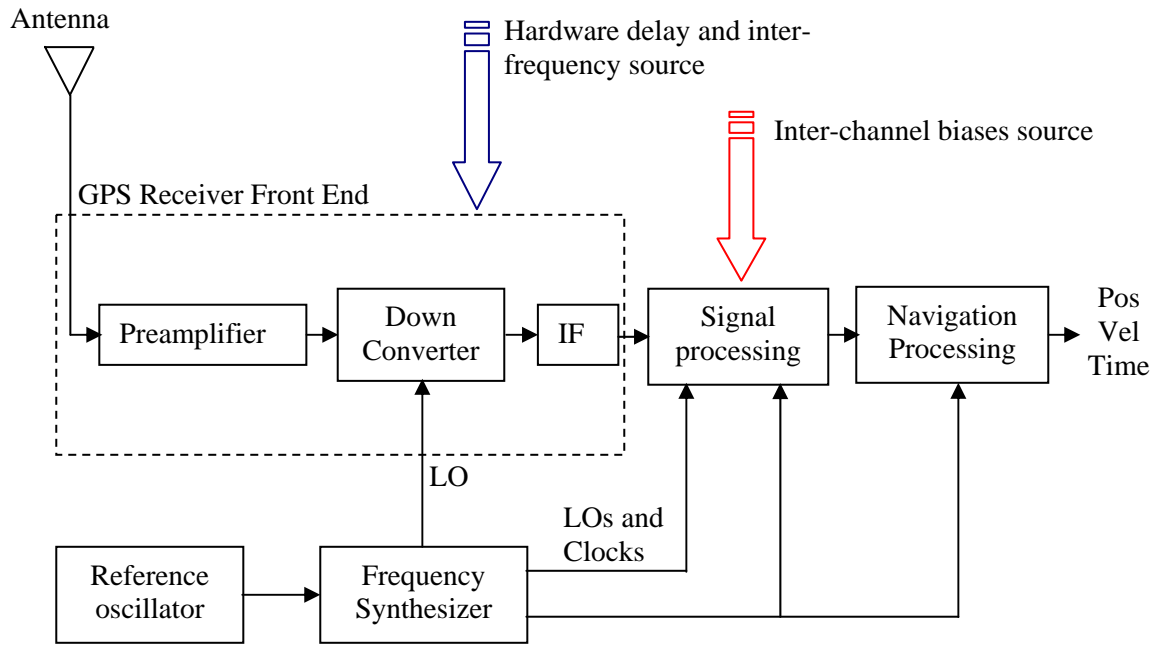 Antenna
Hardware delay and inter-
frequency source
Inter-channel biases source
GPS Receiver Front End
Preamplifier
Down
Converter
IF
Signal
processing
Navigation
Processing
Pos
Vel
Time
LO
LOs and
Clocks
Reference
oscillator
Frequency
Synthesizer